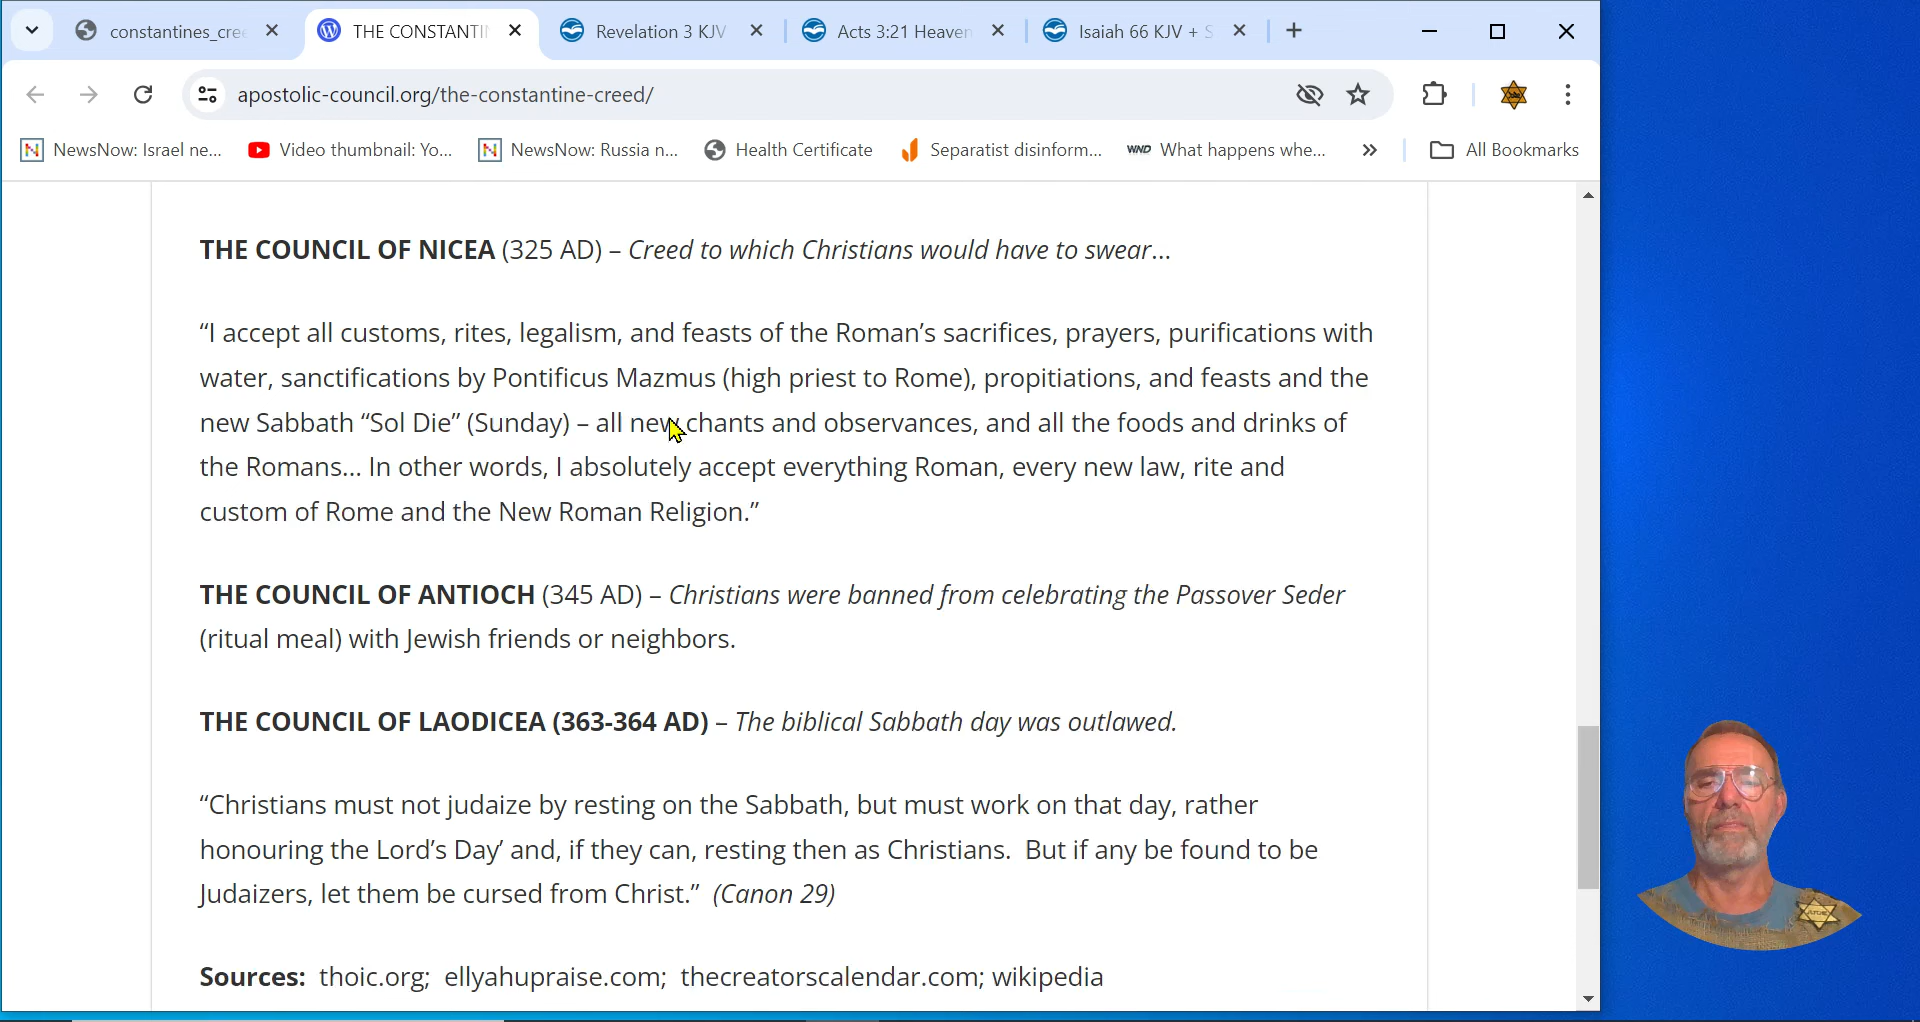 constantines_cree
THE CONSTANTIN
Revelation 3 KJV
Acts 3:21 Heaven
Isaiah 66 KJV + S
apostolic-council.org/the-constantine-creed/
NewsNow: Israel ne...
Video thumbnail: Yo...
NewsNow: Russia n...
Health Certificate
Separatist disinform...
WND What happens whe...
All Bookmarks
THE COUNCIL OF NICEA (325 AD) – Creed to which Christians would have to swear…
“I accept all customs, rites, legalism, and feasts of the Roman’s sacrifices, prayers, purifications with
water, sanctifications by Pontificus Mazmus (high priest to Rome), propitiations, and feasts and the
new Sabbath “Sol Die” (Sunday) – all new chants and observances, and all the foods and drinks of
the Romans… In other words, I absolutely accept everything Roman, every new law, rite and
custom of Rome and the New Roman Religion.”
THE COUNCIL OF ANTIOCH (345 AD) – Christians were banned from celebrating the Passover Seder
(ritual meal) with Jewish friends or neighbors.
THE COUNCIL OF LAODICEA (363-364 AD) – The biblical Sabbath day was outlawed.
“Christians must not judaize by resting on the Sabbath, but must work on that day, rather
honouring the Lord’s Day’ and, if they can, resting then as Christians.  But if any be found to be
Judaizers, let them be cursed from Christ.”  (Canon 29)
Sources:  thoic.org;  ellyahupraise.com;  thecreatorscalendar.com; wikipedia